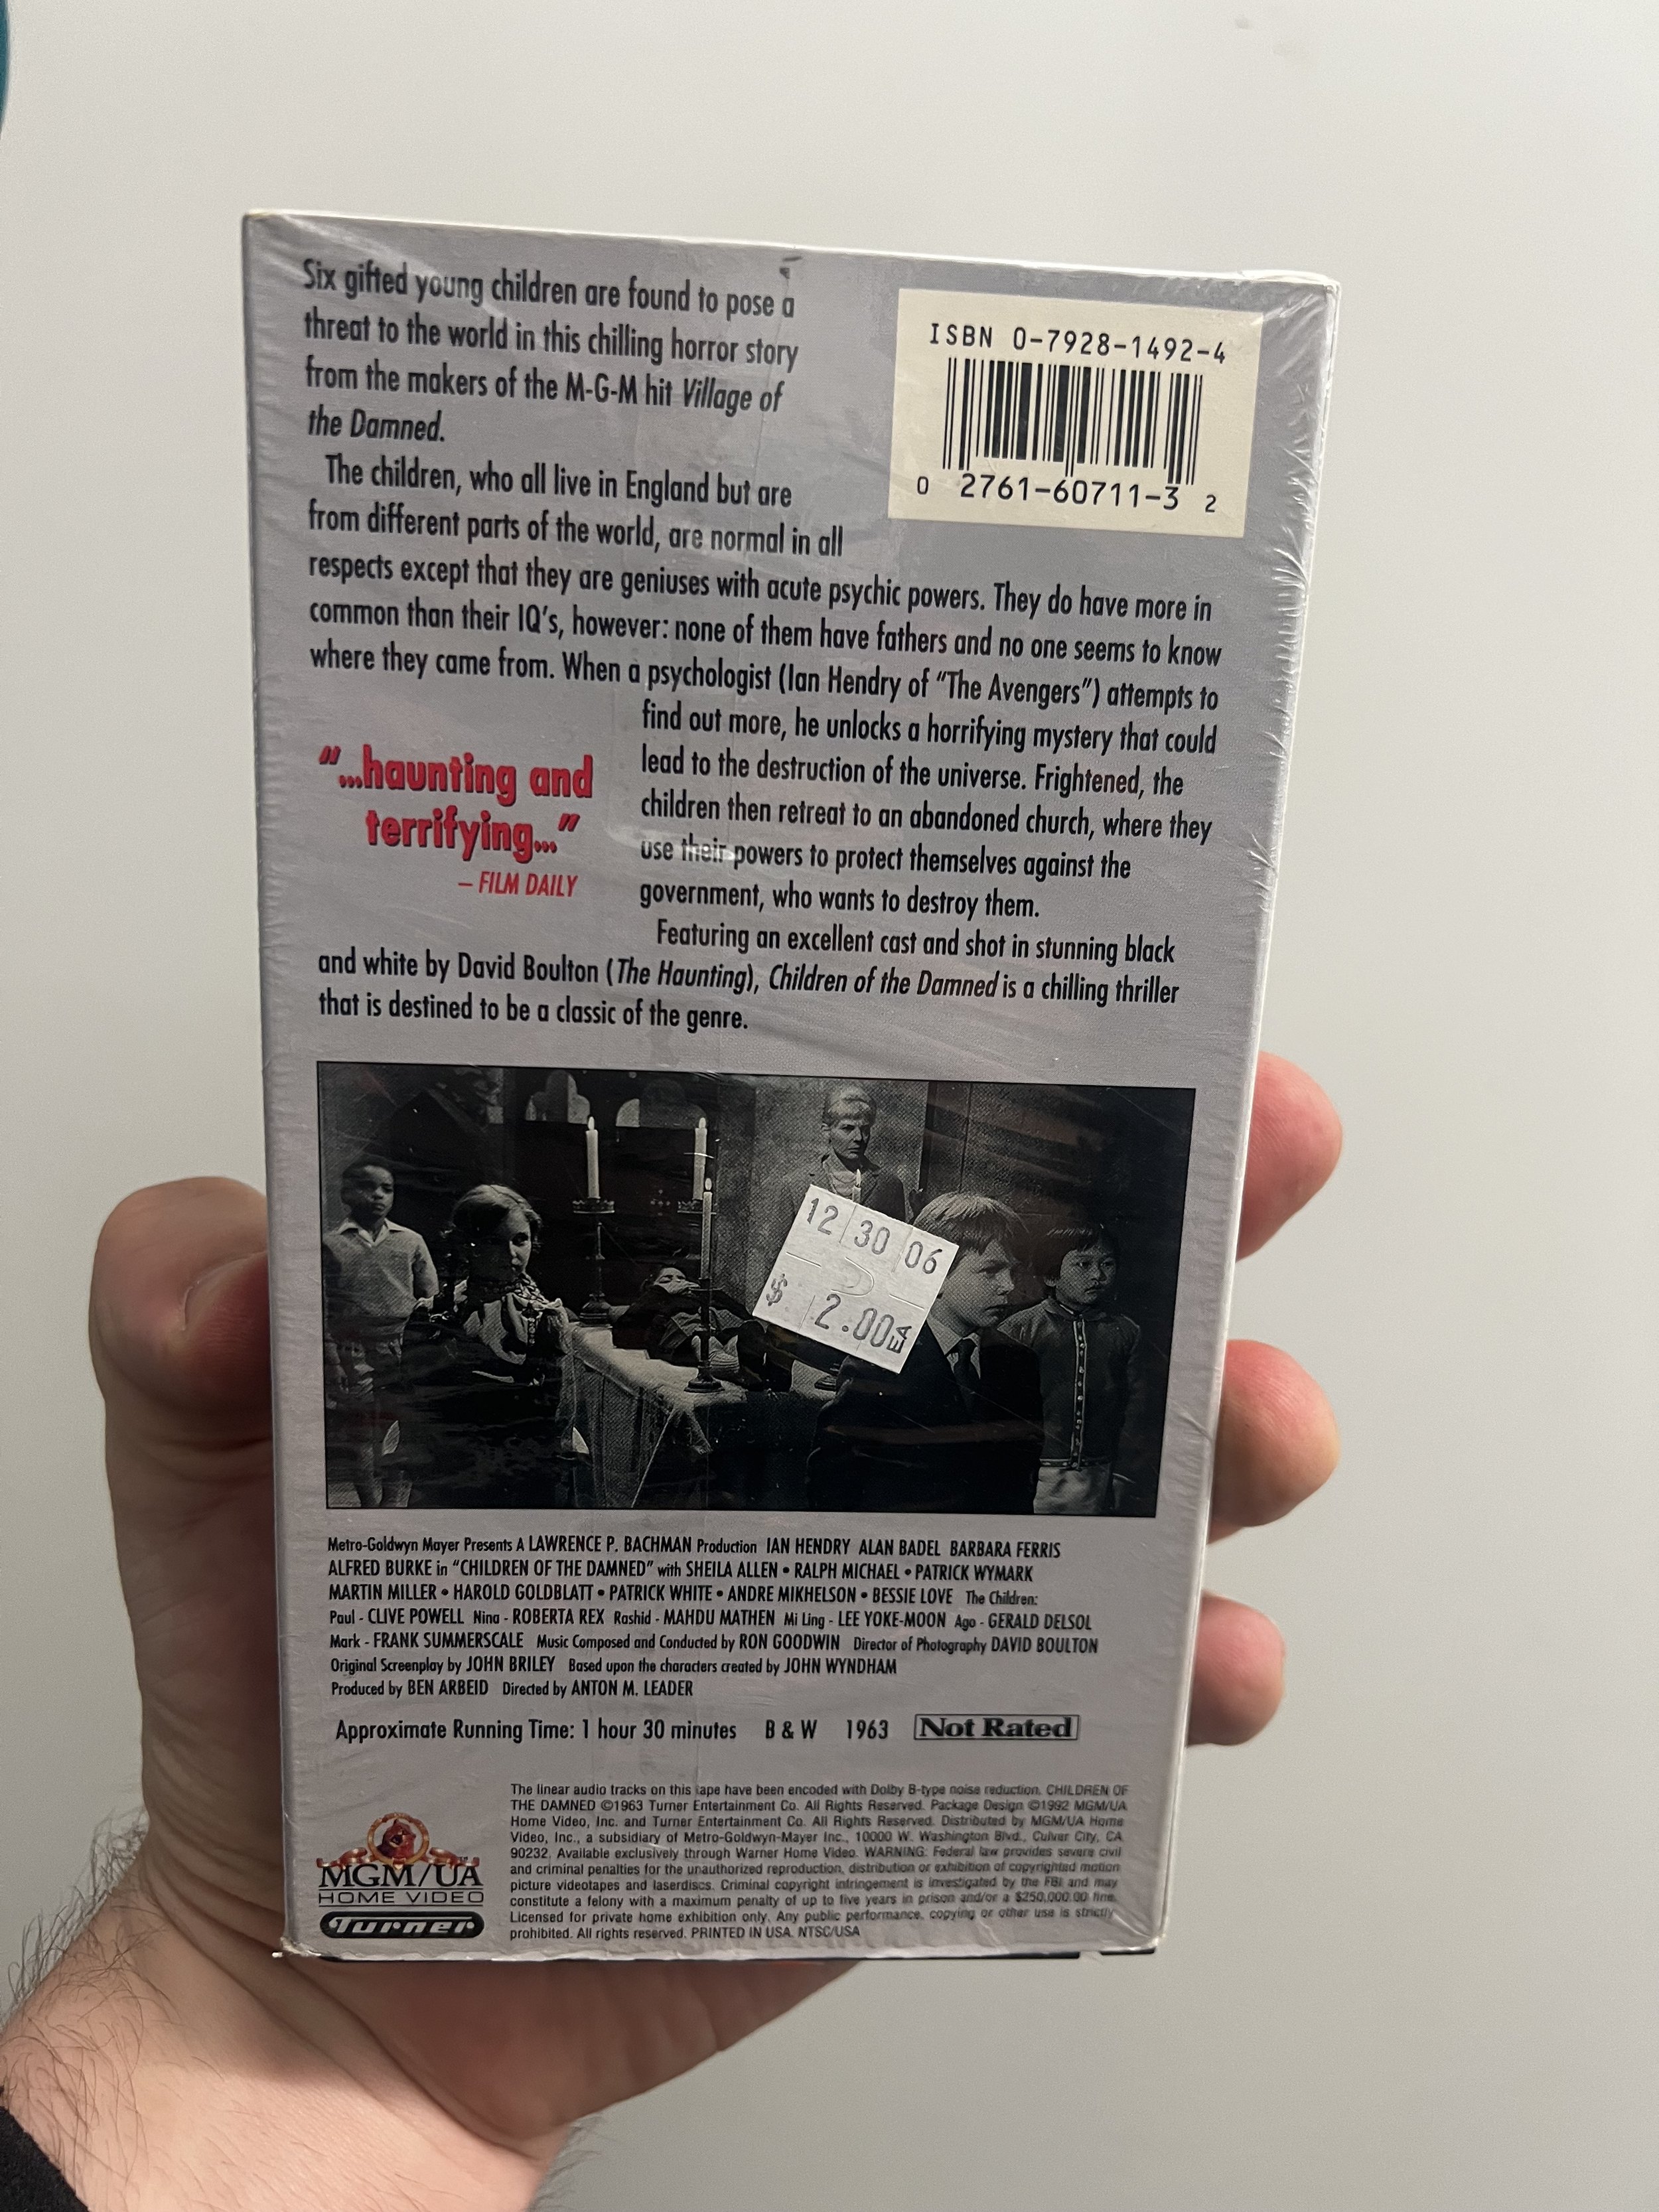 Six gifted young children are found to pose a
threat to the world in this chilling horror story
from the makers of the M-G-M hit Village of
the Damned.
The children, who all live in England but are
from different parts of the world, are normal in all
respects except that they are geniuses with acute psychic powers. They do have more in
common than their IQ's, however: none of them have fathers and no one seems to know
where they came from. When a psychologist (Ian Hendry of "The Avengers") attempts to
find out more, he unlocks a horrifying mystery that could
lead to the destruction of the universe. Frightened, the
children then retreat to an abandoned church, where they
use their powers to protect themselves against the
government, who wants to destroy them.
Featuring an excellent cast and shot in stunning black
and white by David Boulton (The Haunting), Children of the Damned is a chilling thriller
that is destined to be a classic of the genre.
ISBN 0-7928-1492-4
0 2761-60711-3 2
"...haunting and
terrifying..."
– FILM DAILY
12 30 06
$ 2.00 EA
Metro-Goldwyn Mayer Presents A LAWRENCE P. BACHMAN Production IAN HENDRY ALAN BADEL BARBARA FERRIS
ALFRED BURKE in "CHILDREN OF THE DAMNED" with SHEILA ALLEN • RALPH MICHAEL • PATRICK WYMARK
MARTIN MILLER • HAROLD GOLDBLATT • PATRICK WHITE • ANDRE MIKHELSON • BESSIE LOVE The Children:
Paul - CLIVE POWELL Nina - ROBERTA REX Rashid - MAHDU MATHEN Mi Ling - LEE YOKE-MOON Ago - GERALD DELSOL
Mark - FRANK SUMMERSCALE Music Composed and Conducted by RON GOODWIN Director of Photography DAVID BOULTON
Original Screenplay by JOHN BRILEY Based upon the characters created by JOHN WYNDHAM
Produced by BEN ARBEID Directed by ANTON M. LEADER
Approximate Running Time: 1 hour 30 minutes B & W 1963 Not Rated
The linear audio tracks on this tape have been encoded with Dolby B-type noise reduction. CHILDREN OF
THE DAMNED ©1963 Turner Entertainment Co. All Rights Reserved. Package Design ©1992 MGM/UA
Home Video, Inc. and Turner Entertainment Co. All Rights Reserved. Distributed by MGM/UA Home
Video, Inc., a subsidiary of Metro-Goldwyn-Mayer Inc., 10000 W. Washington Blvd., Culver City, CA
90232. Available exclusively through Warner Home Video. WARNING: Federal law provides severe civil
and criminal penalties for the unauthorized reproduction, distribution or exhibition of copyrighted motion
picture videotapes and laserdiscs. Criminal copyright infringement is investigated by the FBI and may
constitute a felony with a maximum penalty of up to five years in prison and/or a $250,000.00 fine.
Licensed for private home exhibition only. Any public performance, copying or other use is strictly
prohibited. All rights reserved. PRINTED IN USA. NTSC/USA
MGM/UA
HOME VIDEO
Turner